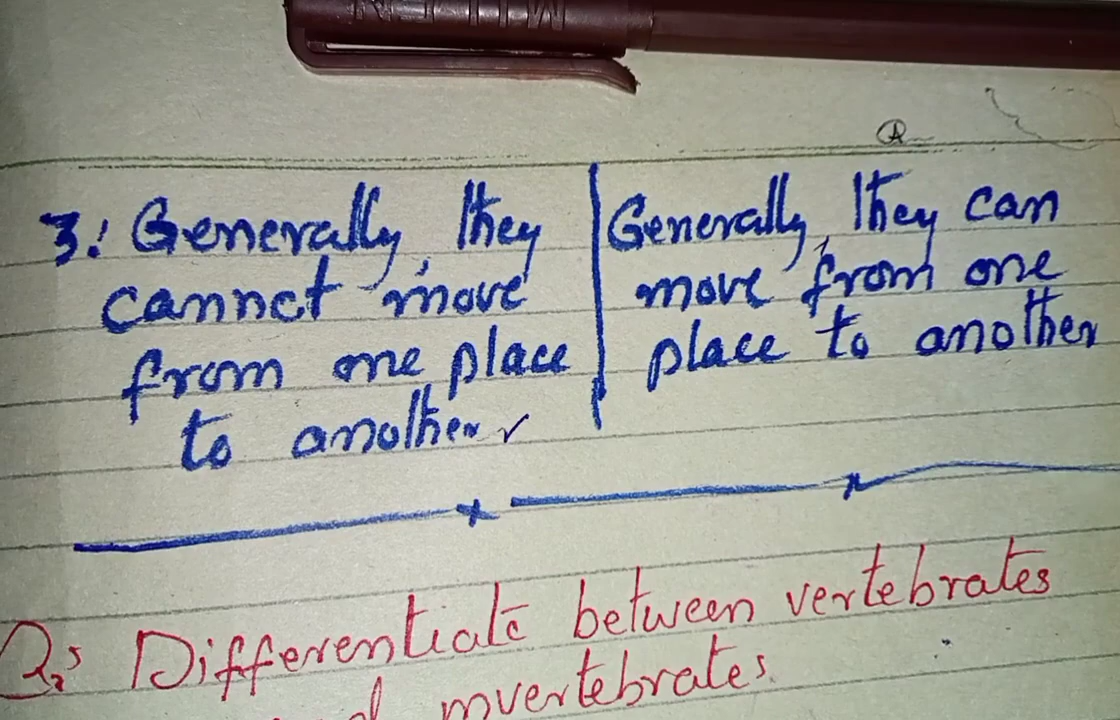 3. Generally, they
cannot move
from one place
to another
Generally, they can
move from one
place to another
Q: Differentiate between vertebrates
invertebrates.